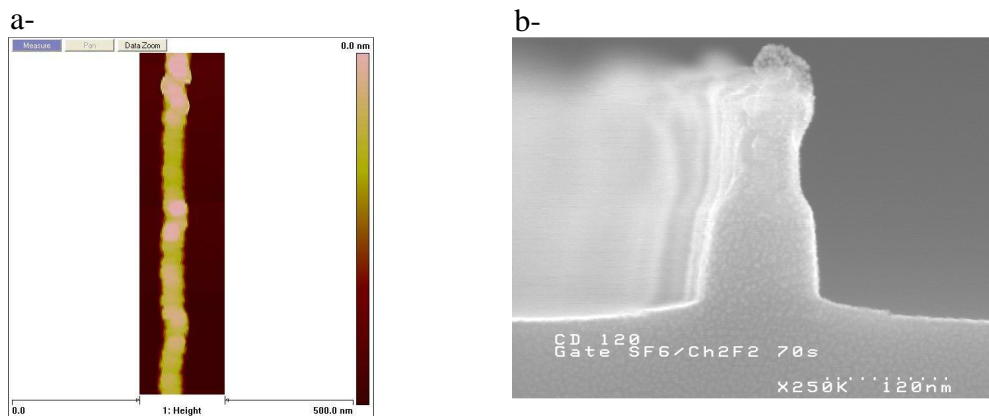 a-
b-
Measure Pan Data Zoom 0.0 nm
0.0 1: Height 500.0 nm
CD 120
Gate SF6/Ch2F2 70s
X250K 120nm